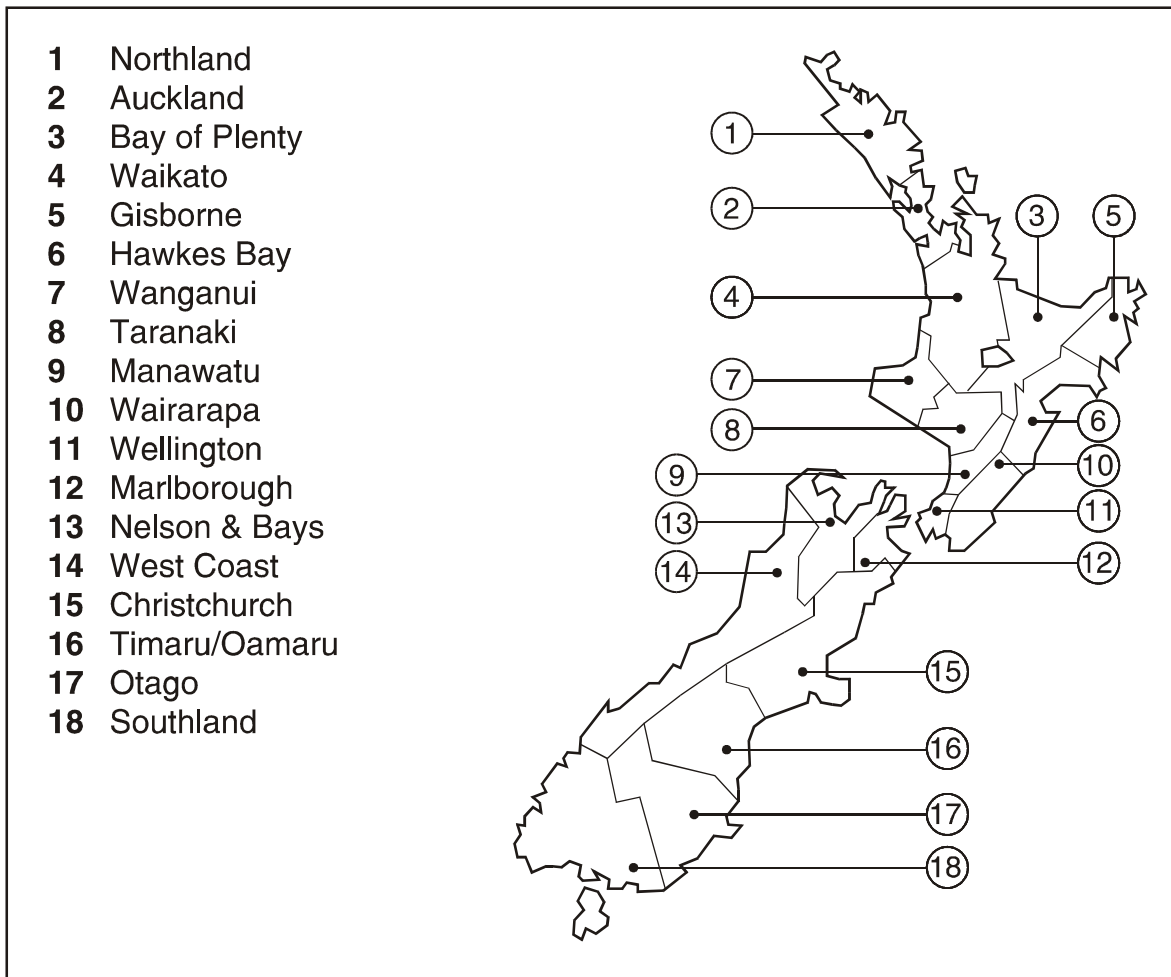 1 Northland
2 Auckland
3 Bay of Plenty
4 Waikato
5 Gisborne
6 Hawkes Bay
7 Wanganui
8 Taranaki
9 Manawatu
10 Wairarapa
11 Wellington
12 Marlborough
13 Nelson & Bays
14 West Coast
15 Christchurch
16 Timaru/Oamaru
17 Otago
18 Southland
1
2
3
5
4
7
6
8
9
10
13
11
14
12
15
16
17
18